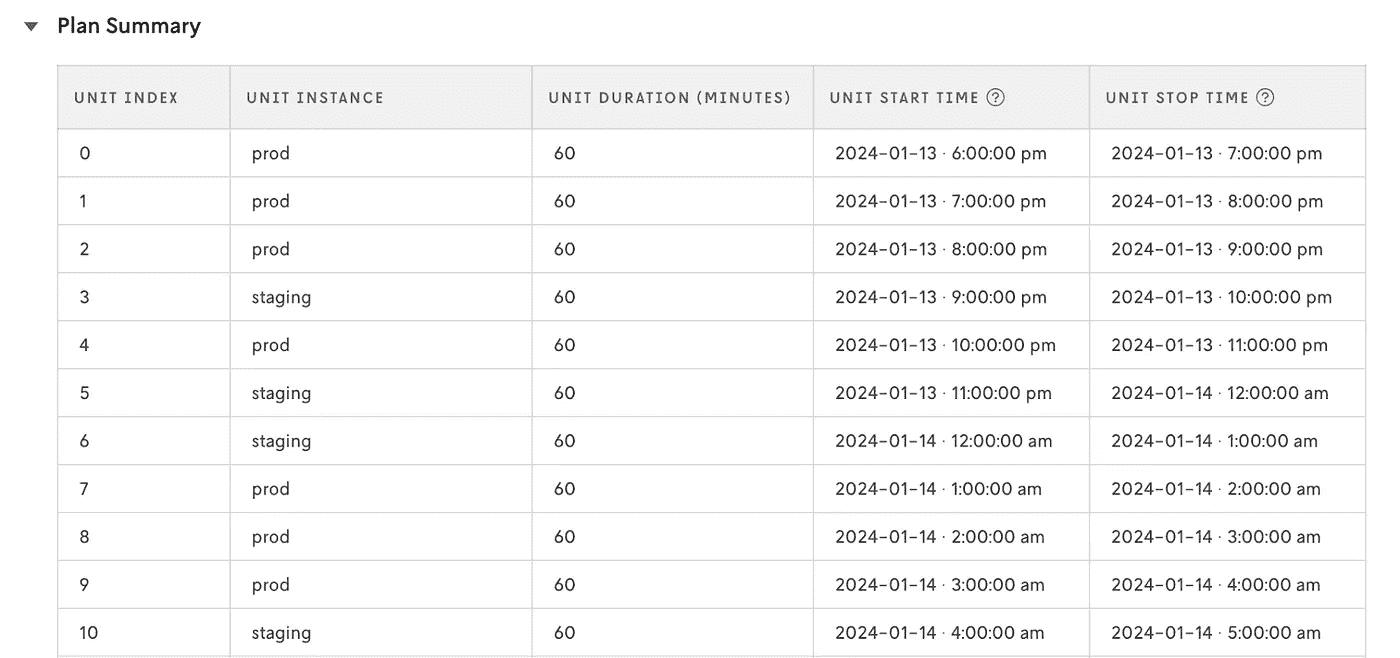 Plan Summary
UNIT INDEX UNIT INSTANCE UNIT DURATION (MINUTES) UNIT START TIME ? UNIT STOP TIME ?
0 prod 60 2024-01-13 · 6:00:00 pm 2024-01-13 · 7:00:00 pm
1 prod 60 2024-01-13 · 7:00:00 pm 2024-01-13 · 8:00:00 pm
2 prod 60 2024-01-13 · 8:00:00 pm 2024-01-13 · 9:00:00 pm
3 staging 60 2024-01-13 · 9:00:00 pm 2024-01-13 · 10:00:00 pm
4 prod 60 2024-01-13 · 10:00:00 pm 2024-01-13 · 11:00:00 pm
5 staging 60 2024-01-13 · 11:00:00 pm 2024-01-14 · 12:00:00 am
6 staging 60 2024-01-14 · 12:00:00 am 2024-01-14 · 1:00:00 am
7 prod 60 2024-01-14 · 1:00:00 am 2024-01-14 · 2:00:00 am
8 prod 60 2024-01-14 · 2:00:00 am 2024-01-14 · 3:00:00 am
9 prod 60 2024-01-14 · 3:00:00 am 2024-01-14 · 4:00:00 am
10 staging 60 2024-01-14 · 4:00:00 am 2024-01-14 · 5:00:00 am